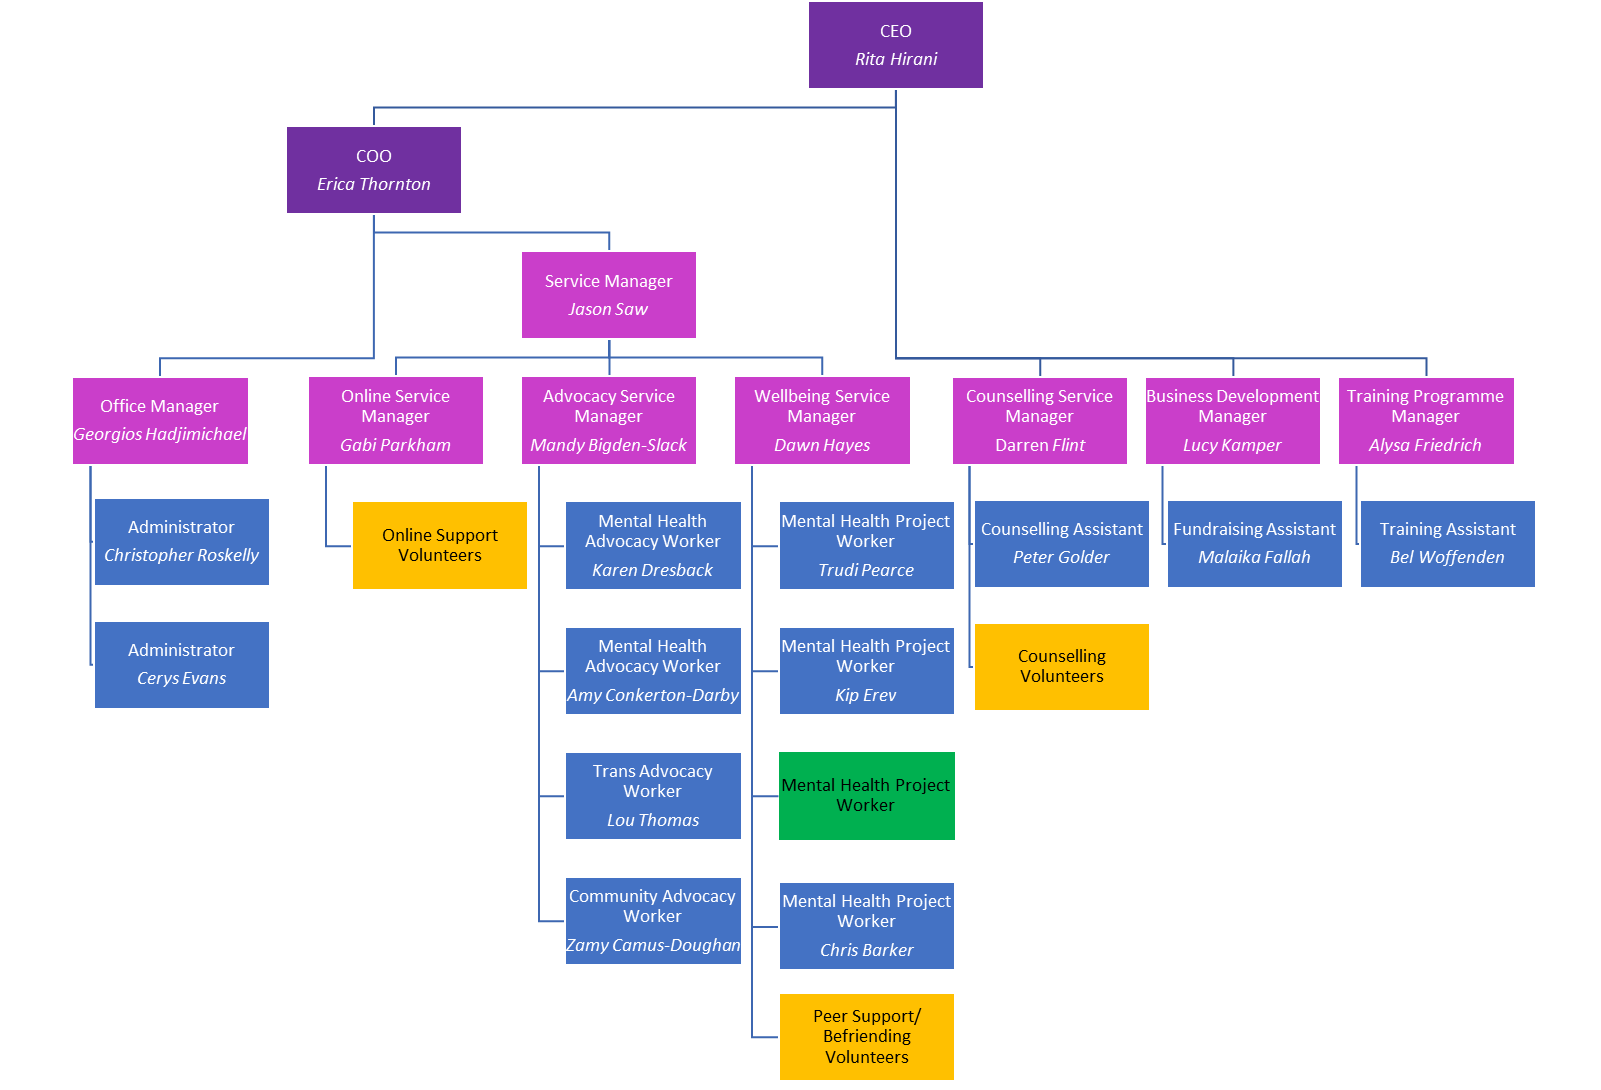 CEO
Rita Hirani
COO
Erica Thornton
Service Manager
Jason Saw
Office Manager
Georgios Hadjimichael
Online Service
Manager
Gabi Parkham
Advocacy Service
Manager
Mandy Bigden-Slack
Wellbeing Service
Manager
Dawn Hayes
Counselling Service
Manager
Darren Flint
Business Development
Manager
Lucy Kamper
Training Programme
Manager
Alysa Friedrich
Administrator
Christopher Roskelly
Administrator
Cerys Evans
Online Support
Volunteers
Mental Health
Advocacy Worker
Karen Dresback
Mental Health
Advocacy Worker
Amy Conkerton-Darby
Trans Advocacy
Worker
Lou Thomas
Community Advocacy
Worker
Zamy Camus-Doughan
Mental Health Project
Worker
Trudi Pearce
Mental Health Project
Worker
Kip Erev
Mental Health Project
Worker
Mental Health Project
Worker
Chris Barker
Peer Support/
Befriending
Volunteers
Counselling Assistant
Peter Golder
Counselling
Volunteers
Fundraising Assistant
Malaika Fallah
Training Assistant
Bel Woffenden